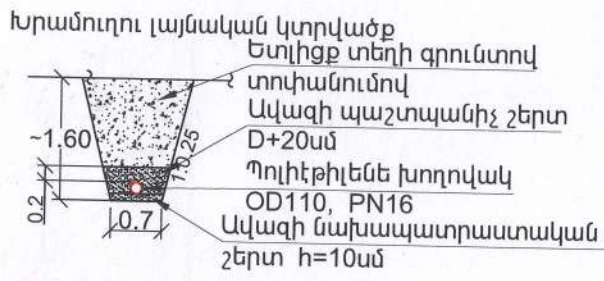 Խրամուղու լայնական կտրվածք
Ետլիցք տեղի գրունտով
տոփանումով
Ավազի պաշտպանիչ շերտ
D+20սմ
Պոլիէթիլենե խողովակ
OD110, PN16
Ավազի նախապատրաստական
շերտ h=10սմ
~1.60
1:0.25
0.2
0.7